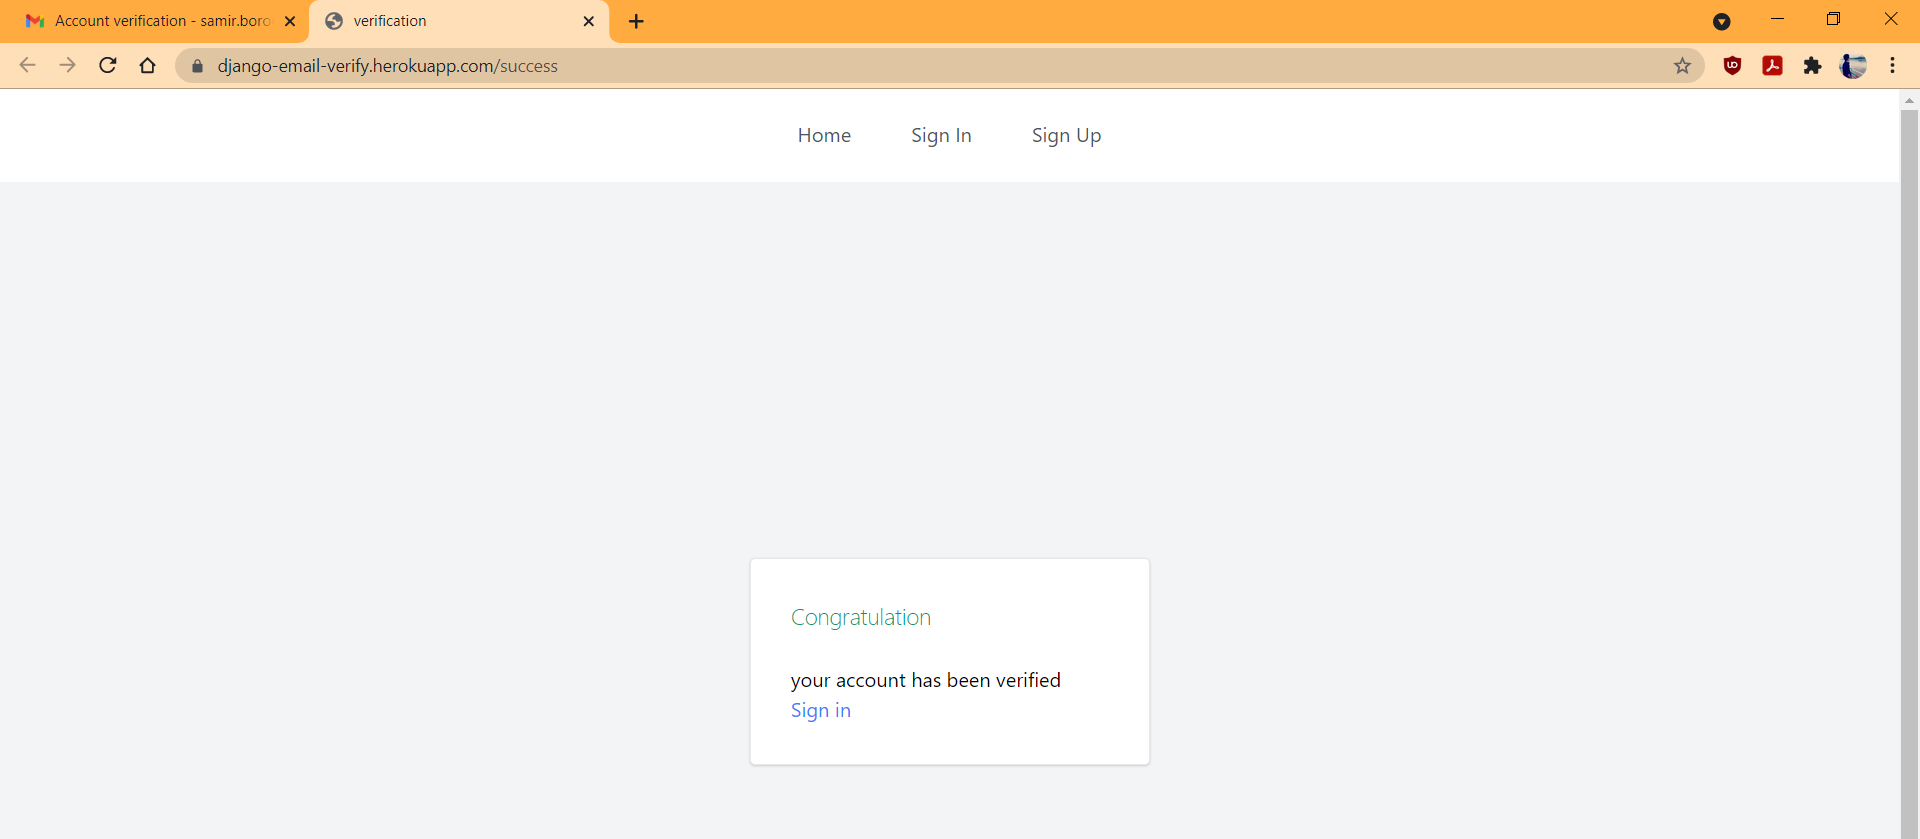 Account verification - samir.boro
verification
django-email-verify.herokuapp.com/success
Home Sign In Sign Up
Congratulation
your account has been verified
Sign in